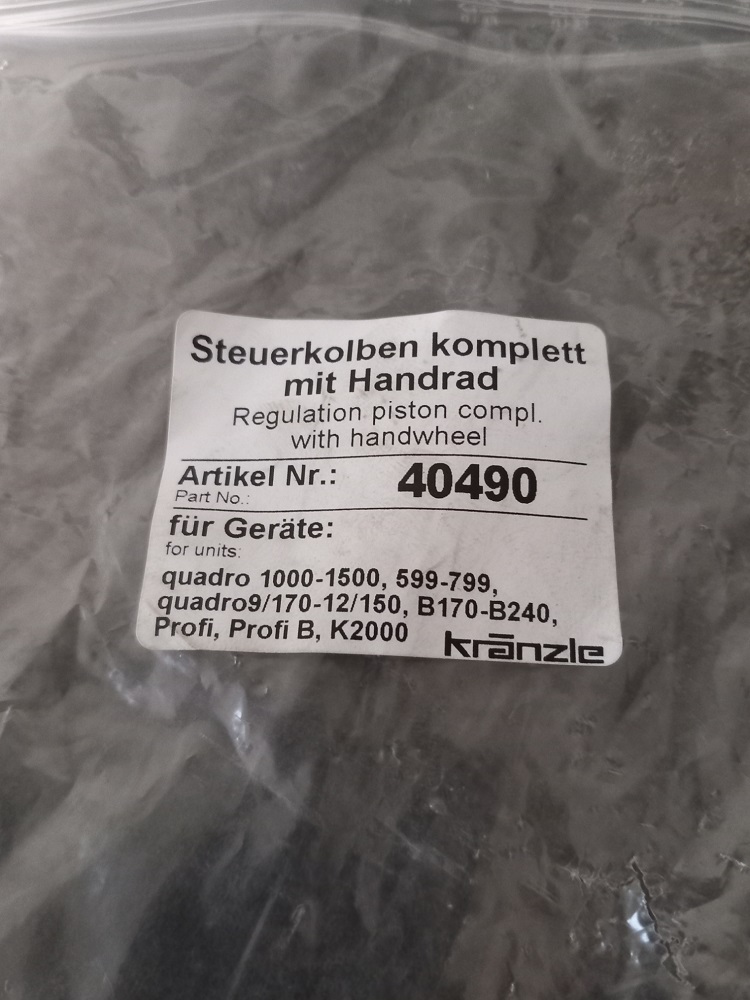 Steuerkolben komplett
mit Handrad
Regulation piston compl.
with handwheel
Artikel Nr.: 40490
Part No.:
für Geräte:
for units:
quadro 1000-1500, 599-799,
quadro9/170-12/150, B170-B240,
Profi, Profi B, K2000
kränzle